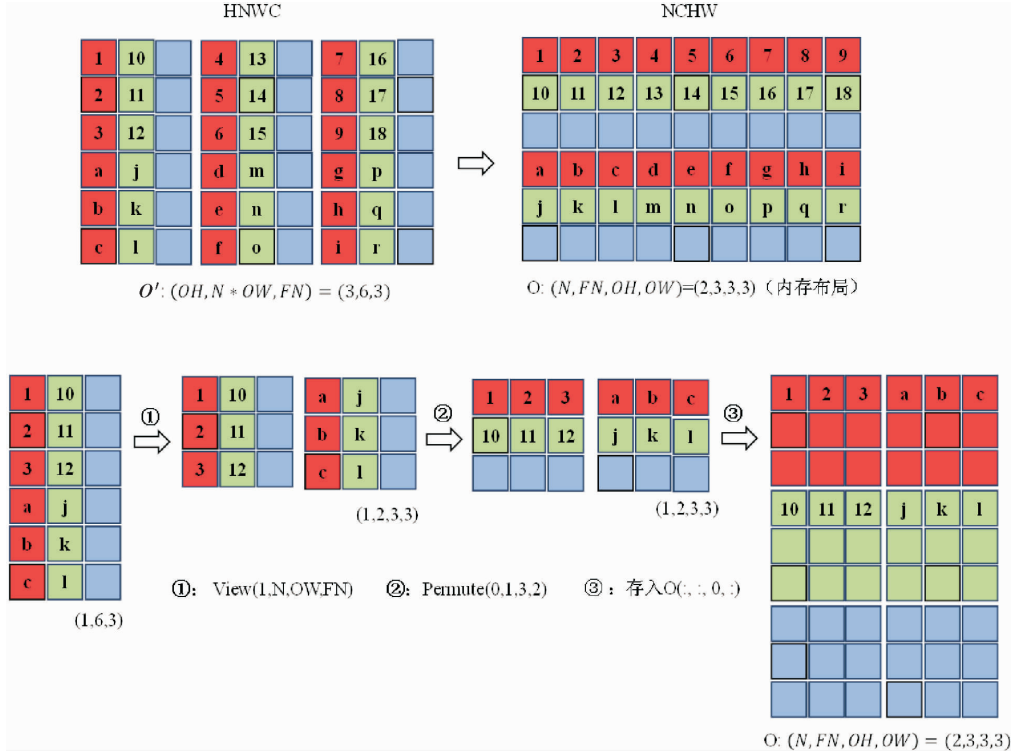 HNWC
NCHW
1 10 4 13 7 16
2 11 5 14 8 17
3 12 6 15 9 18
a j d m g p
b k e n h q
c l f o i r
1 2 3 4 5 6 7 8 9
10 11 12 13 14 15 16 17 18
a b c d e f g h i
j k l m n o p q r
O': (OH, N * OW, FN) = (3,6,3)
O: (N, FN, OH, OW)=(2,3,3,3)（内存布局）
1 10
2 11
3 12
a j
b k
c l
(1,6,3)
①
1 10 a j
2 11 b k
3 12 c l
(1,2,3,3)
②
1 2 3 a b c
10 11 12 j k l
(1,2,3,3)
③
1 2 3 a b c
10 11 12 j k l
①： View(1,N,OW,FN) ②： Permute(0,1,3,2) ③： 存入O(:, :, 0, :)
O: (N, FN, OH, OW) = (2,3,3,3)